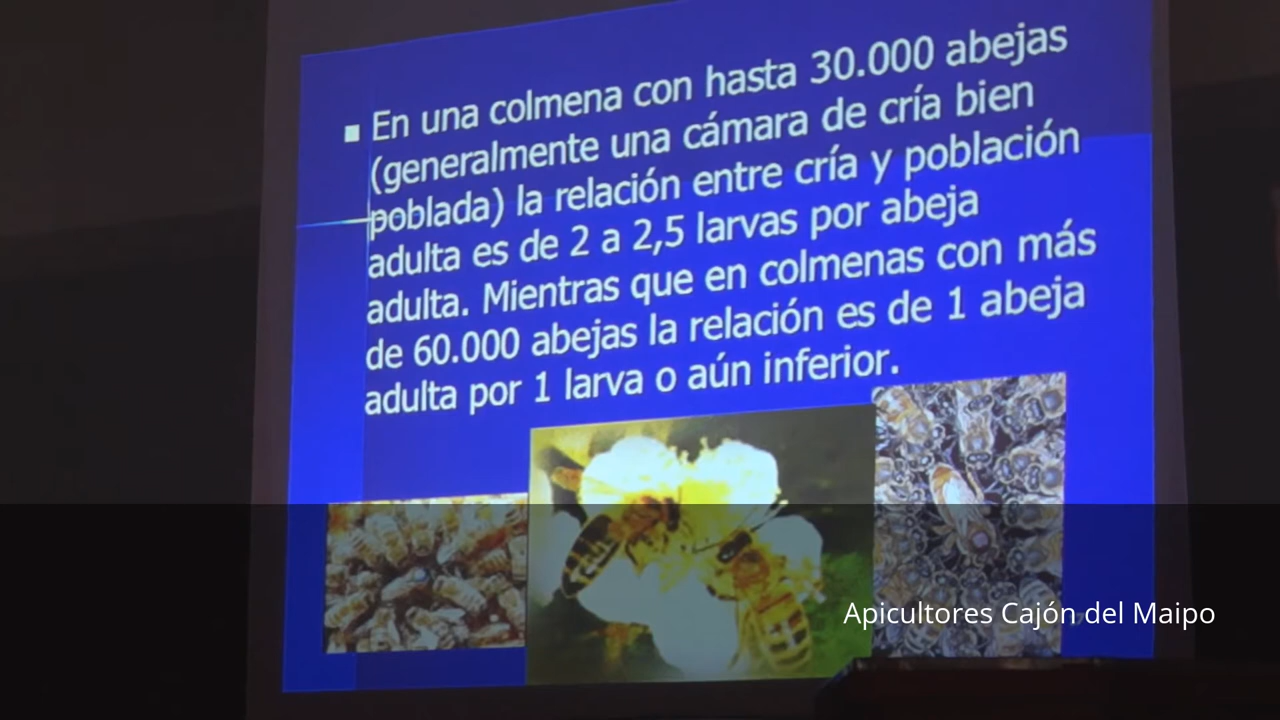 En una colmena con hasta 30.000 abejas
(generalmente una cámara de cría bien
poblada) la relación entre cría y población
adulta es de 2 a 2,5 larvas por abeja
adulta. Mientras que en colmenas con más
de 60.000 abejas la relación es de 1 abeja
adulta por 1 larva o aún inferior.
Apicultores Cajón del Maipo